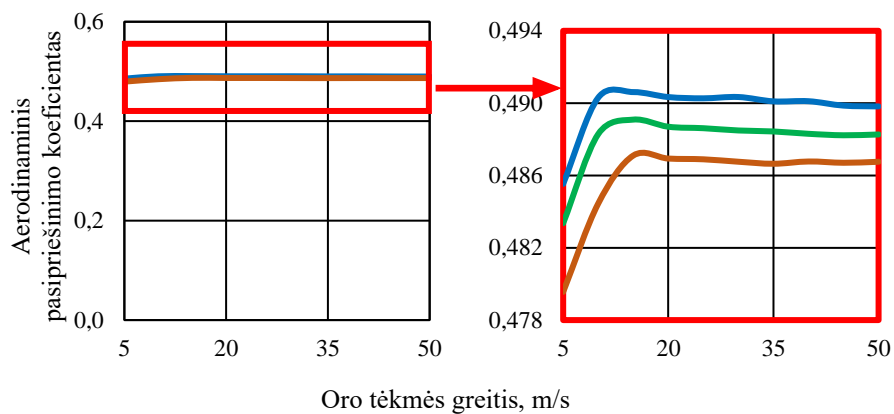 Aerodinaminis
pasipriešinimo koeficientas
0,6
0,4
0,2
0,0
5 20 35 50
0,494
0,490
0,486
0,482
0,478
5 20 35 50
Oro tėkmės greitis, m/s